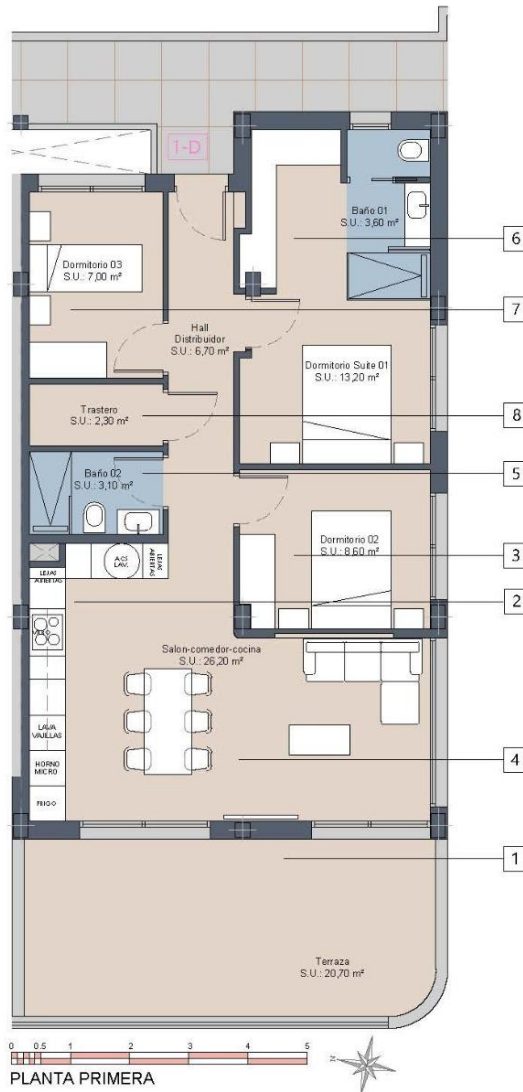 1-D
Baño 01
S.U.: 3,60 m²
6
Dormitorio 03
S.U.: 7,00 m²
7
Hall
Distribuidor
S.U.: 6,70 m²
Dormitorio Suite 01
S.U.: 13,20 m²
Trastero
S.U.: 2,30 m²
8
Baño 02
S.U.: 3,10 m²
5
Dormitorio 02
S.U.: 8,60 m²
3
LEJAS
ABIERTAS
ACS
LAV.
LEJAS
ABIERTAS
2
VITRO
Salon-comedor-cocina
S.U.: 26,20 m²
LAVA
VAJILLAS
HORNO
MICRO
4
FRIGO
1
Terraza
S.U.: 20,70 m²
0 0.5 1 2 3 4 5
N
PLANTA PRIMERA